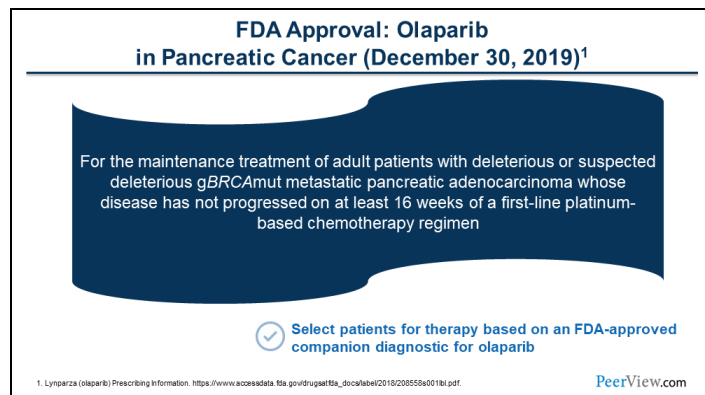 FDA Approval: Olaparib
in Pancreatic Cancer (December 30, 2019)1
For the maintenance treatment of adult patients with deleterious or suspected
deleterious gBRCAmut metastatic pancreatic adenocarcinoma whose
disease has not progressed on at least 16 weeks of a first-line platinum-
based chemotherapy regimen
Select patients for therapy based on an FDA-approved
companion diagnostic for olaparib
1. Lynparza (olaparib) Prescribing Information. https://www.accessdata.fda.gov/drugsatfda_docs/label/2018/208558s001lbl.pdf.
PeerView.com